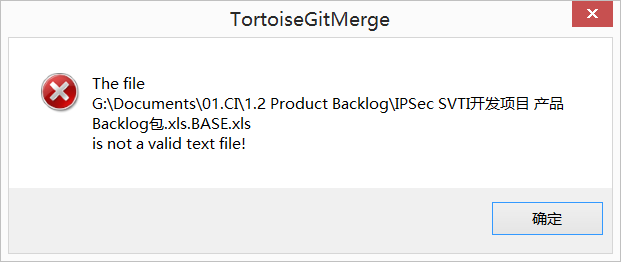 TortoiseGitMerge
The file
G:\Documents\01.CI\1.2 Product Backlog\IPSec SVTI开发项目 产品
Backlog包.xls.BASE.xls
is not a valid text file!
确定